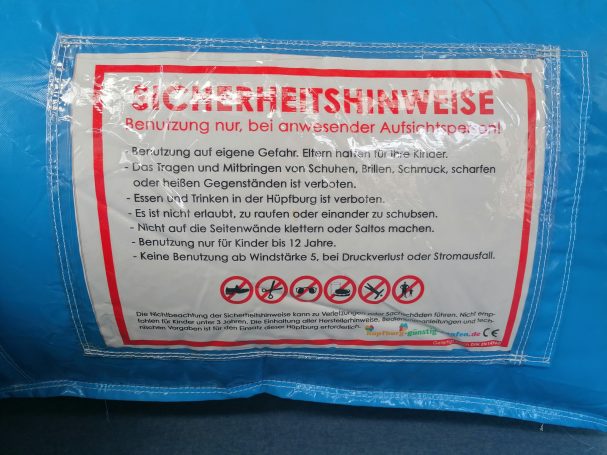 SICHERHEITSHINWEISE
Benutzung nur, bei anwesender Aufsichtsperson!
- Benutzung auf eigene Gefahr. Eltern haften für ihre Kinder.
- Das Tragen und Mitbringen von Schuhen, Brillen, Schmuck, scharfen
oder heißen Gegenständen ist verboten.
- Essen und Trinken in der Hüpfburg ist verboten.
- Es ist nicht erlaubt, zu raufen oder einander zu schubsen.
- Nicht auf die Seitenwände klettern oder Saltos machen.
- Benutzung nur für Kinder bis 12 Jahre.
- Keine Benutzung ab Windstärke 5, bei Druckverlust oder Stromausfall.
Die Nichtbeachtung der Sicherheitshinweise kann zu Verletzungen oder Sachschäden führen. Nicht emp-
fohlen für Kinder unter 3 Jahren. Die Einhaltung aller Herstellerhinweise, Bedienungsanleitungen und tech-
nischen Vorgaben ist für den Einsatz dieser Hüpfburg erforderlich.
hüpfburg-günstig-kaufen.de CE